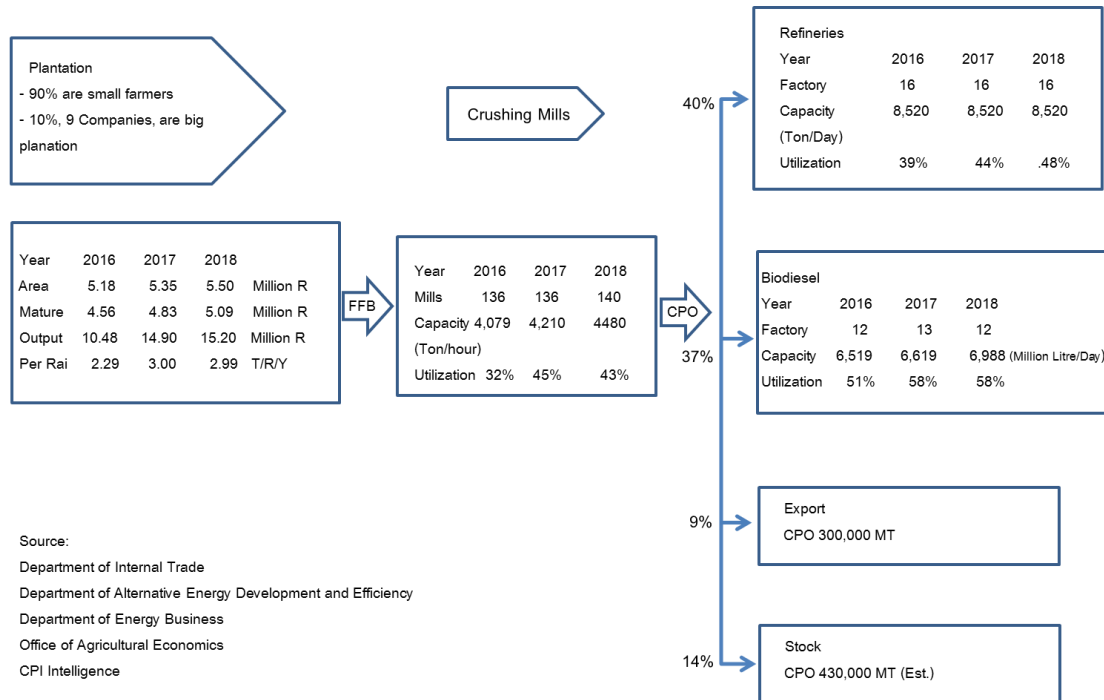 Plantation
- 90% are small farmers
- 10%, 9 Companies, are big
planation
Crushing Mills
Year 2016 2017 2018
Area 5.18 5.35 5.50 Million R
Mature 4.56 4.83 5.09 Million R
Output 10.48 14.90 15.20 Million R
Per Rai 2.29 3.00 2.99 T/R/Y
FFB
Year 2016 2017 2018
Mills 136 136 140
Capacity 4,079 4,210 4480
(Ton/hour)
Utilization 32% 45% 43%
CPO
40%
Refineries
Year 2016 2017 2018
Factory 16 16 16
Capacity 8,520 8,520 8,520
(Ton/Day)
Utilization 39% 44% .48%
37%
Biodiesel
Year 2016 2017 2018
Factory 12 13 12
Capacity 6,519 6,619 6,988 (Million Litre/Day)
Utilization 51% 58% 58%
9%
Export
CPO 300,000 MT
14%
Stock
CPO 430,000 MT (Est.)
Source:
Department of Internal Trade
Department of Alternative Energy Development and Efficiency
Department of Energy Business
Office of Agricultural Economics
CPI Intelligence